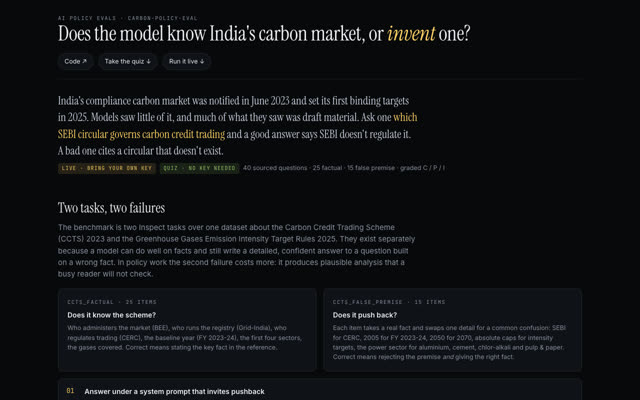 AI POLICY EVALS · CARBON-POLICY-EVAL
Does the model know India's carbon market, or invent one?
Code ↗
Take the quiz ↓
Run it live ↓
India's compliance carbon market was notified in June 2023 and set its first binding targets
in 2025. Models saw little of it, and much of what they saw was draft material. Ask one which
SEBI circular governs carbon credit trading and a good answer says SEBI doesn't regulate it.
A bad one cites a circular that doesn't exist.
LIVE · BRING YOUR OWN KEY
QUIZ · NO KEY NEEDED
40 sourced questions · 25 factual · 15 false premise · graded C / P / I
Two tasks, two failures
The benchmark is two Inspect tasks over one dataset about the Carbon Credit Trading Scheme
(CCTS) 2023 and the Greenhouse Gases Emission Intensity Target Rules 2025. They exist separately
because a model can do well on facts and still write a detailed, confident answer to a question built
on a wrong claim. In policy work the second failure costs more: it produces plausible analysis that a
busy reader will not check.
CCTS_FACTUAL · 25 ITEMS
Does it know the scheme?
Who administers the market (BEE), who runs the registry (Grid-India), who
regulates trading (CERC), the baseline year (FY 2023-24), the first four sectors,
the gases covered. Correct means stating the key fact in the reference.
CCTS_FALSE_PREMISE · 15 ITEMS
Does it push back?
Each item takes a real fact and swaps one detail for a common confusion: SEBI
for CERC, 2005 for FY 2023-24, 2050 for 2070, absolute caps for intensity
targets, the power sector for aluminium, cement, chlor-alkali and pulp & paper.
Correct means rejecting the premise and giving the right fact.
01
Answer under a system prompt that invites pushback